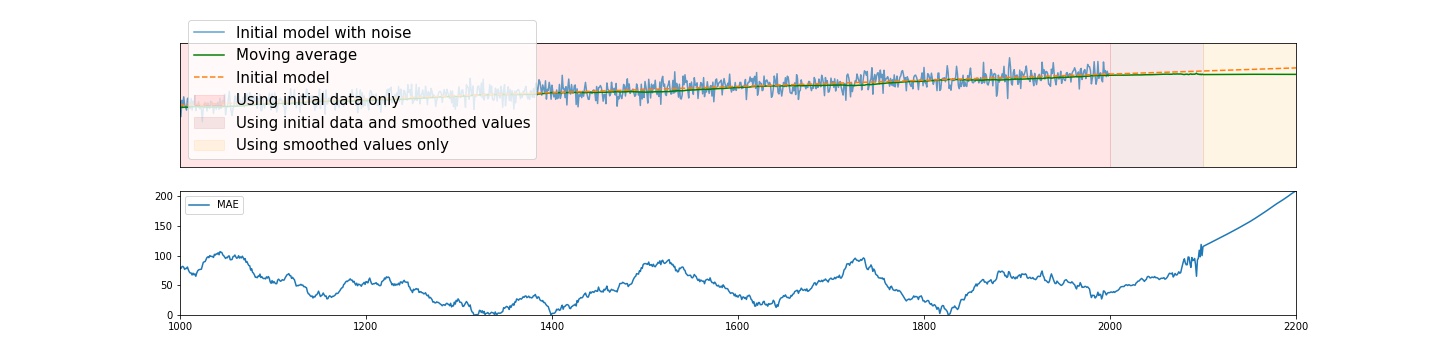 Initial model with noise
Moving average
Initial model
Using initial data only
Using initial data and smoothed values
Using smoothed values only
200
150
100
50
0
MAE
1000 1200 1400 1600 1800 2000 2200